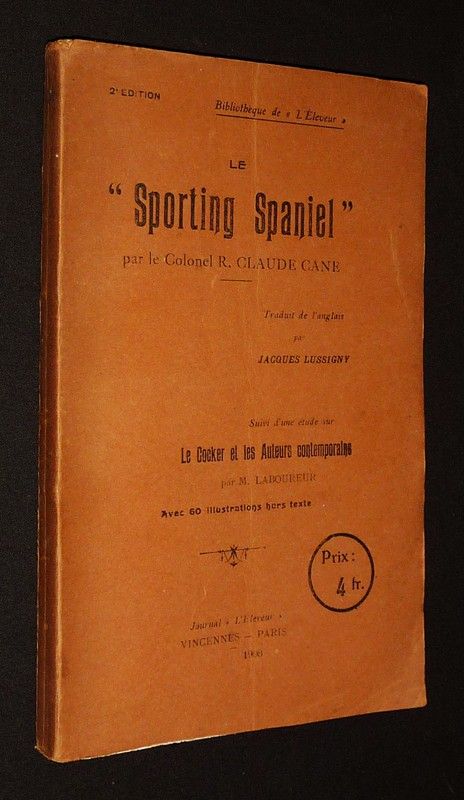 2e EDITION
Bibliothèque de « L'Éleveur »
LE
“ Sporting Spaniel ”
par le Colonel R. CLAUDE CANE
Traduit de l'anglais
par
JACQUES LUSSIGNY
Suivi d'une étude sur
Le Cocker et les Auteurs contemporains
par M. LABOUREUR
Avec 60 illustrations hors texte
Prix :
4 fr.
Journal « L'Éleveur »
VINCENNES — PARIS